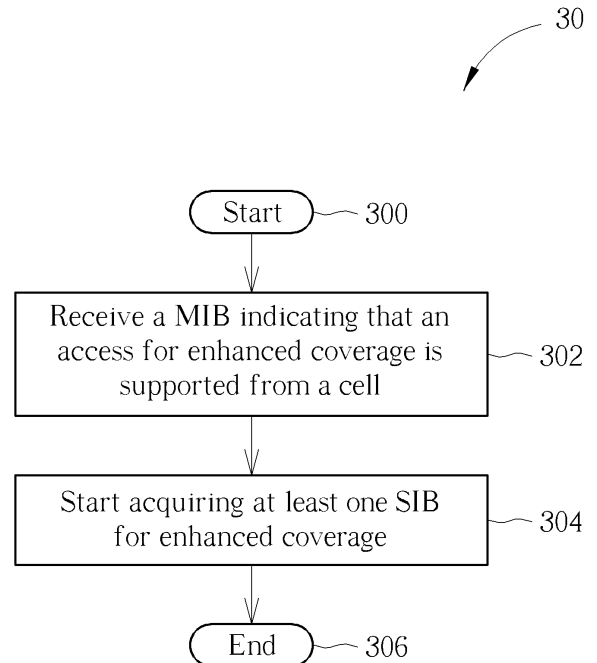 30
Start
300
Receive a MIB indicating that an
access for enhanced coverage is
supported from a cell
302
Start acquiring at least one SIB
for enhanced coverage
304
End
306